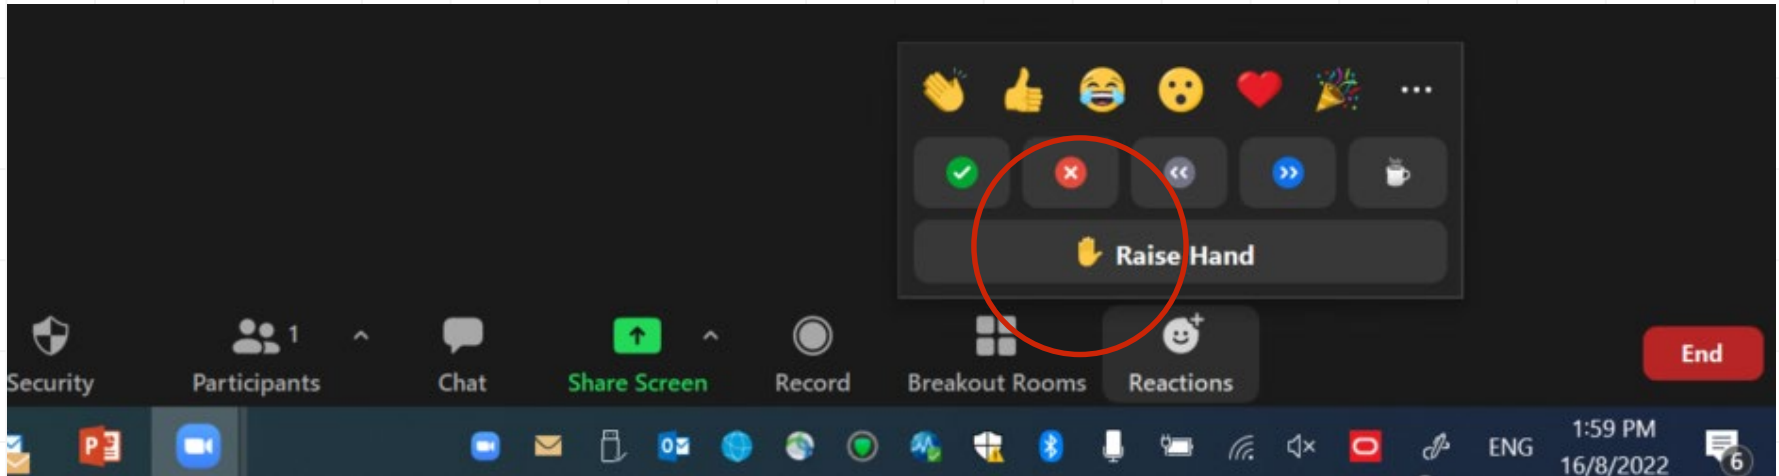 Raise Hand
1
Security
Participants
Chat
Share Screen
Record
Breakout Rooms
Reactions
End
P
ENG
1:59 PM
16/8/2022
6